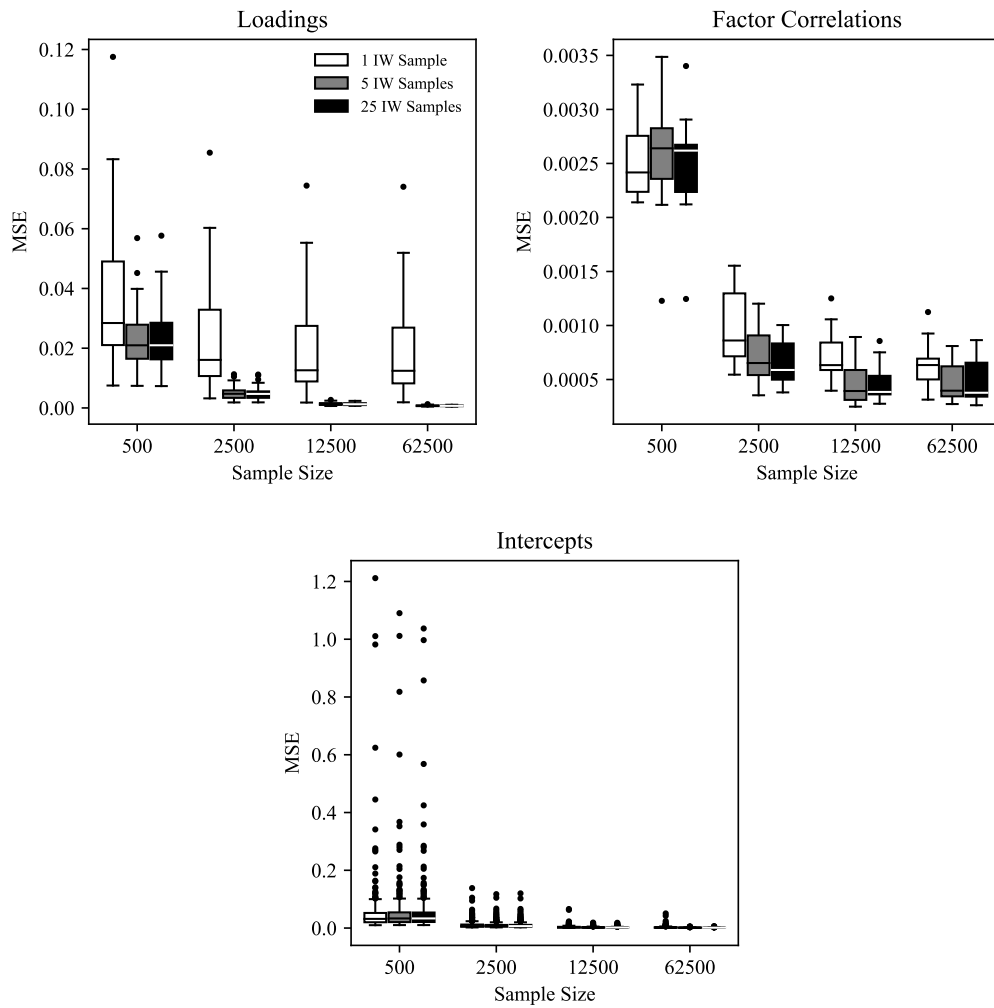 Loadings
MSE
0.12
0.10
0.08
0.06
0.04
0.02
0.00
1 IW Sample
5 IW Samples
25 IW Samples
500 2500 12500 62500
Sample Size
Factor Correlations
MSE
0.0035
0.0030
0.0025
0.0020
0.0015
0.0010
0.0005
500 2500 12500 62500
Sample Size
Intercepts
MSE
1.2
1.0
0.8
0.6
0.4
0.2
0.0
500 2500 12500 62500
Sample Size